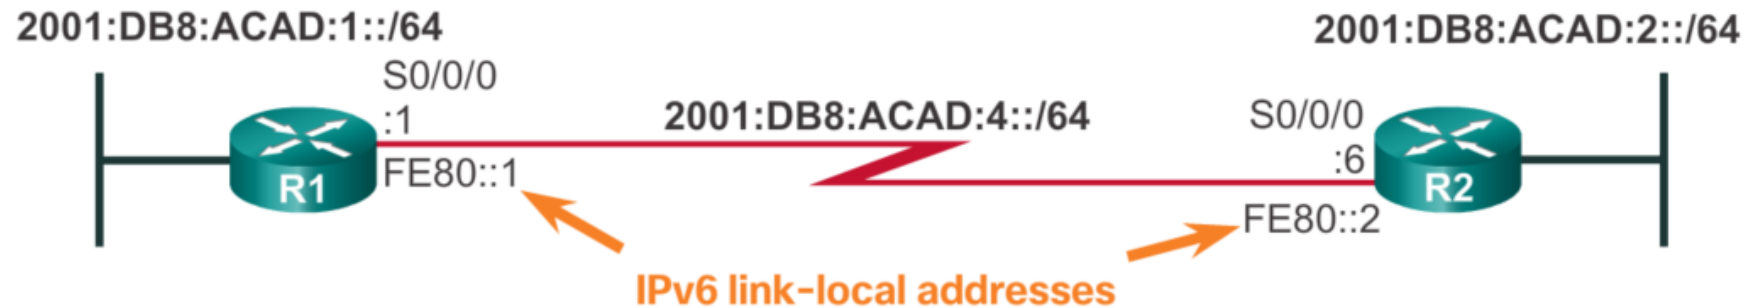 2001:DB8:ACAD:1::/64
2001:DB8:ACAD:2::/64
S0/0/0
:1
FE80::1
R1
2001:DB8:ACAD:4::/64
S0/0/0
:6
FE80::2
R2
IPv6 link-local addresses